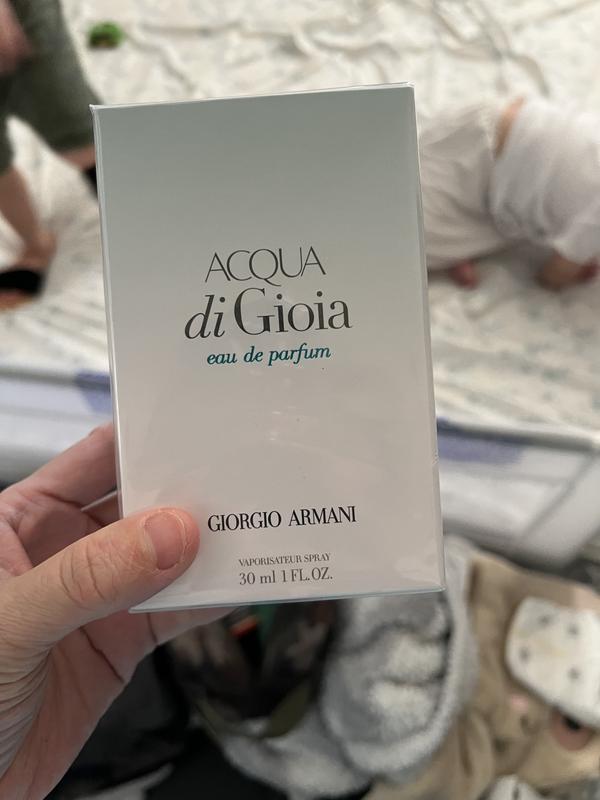 ACQUA
di Gioia
eau de parfum
GIORGIO ARMANI
VAPORISATEUR SPRAY
30 ml 1 FL.OZ.